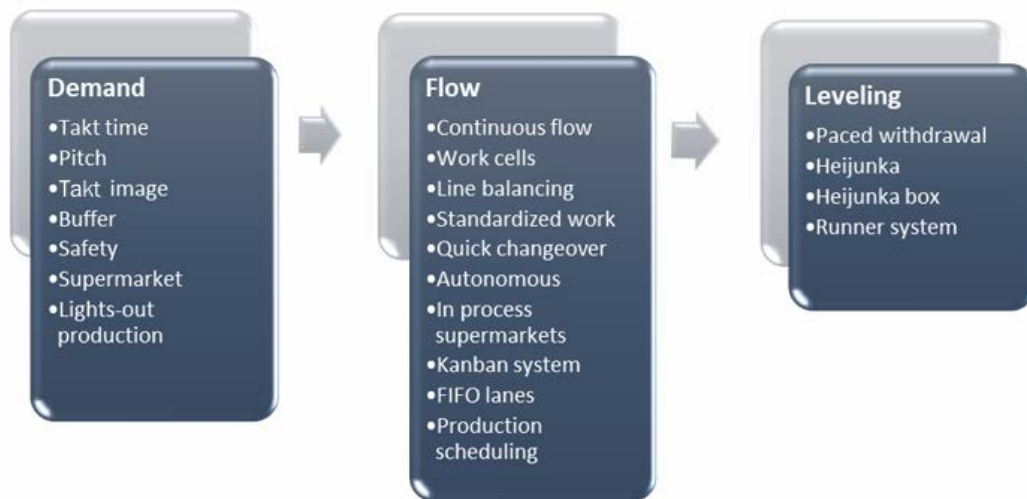 Demand
•Takt time
•Pitch
•Takt image
•Buffer
•Safety
•Supermarket
•Lights-out
production
Flow
•Continuous flow
•Work cells
•Line balancing
•Standardized work
•Quick changeover
•Autonomous
•In process
supermarkets
•Kanban system
•FIFO lanes
•Production
scheduling
Leveling
•Paced withdrawal
•Heijunka
•Heijunka box
•Runner system